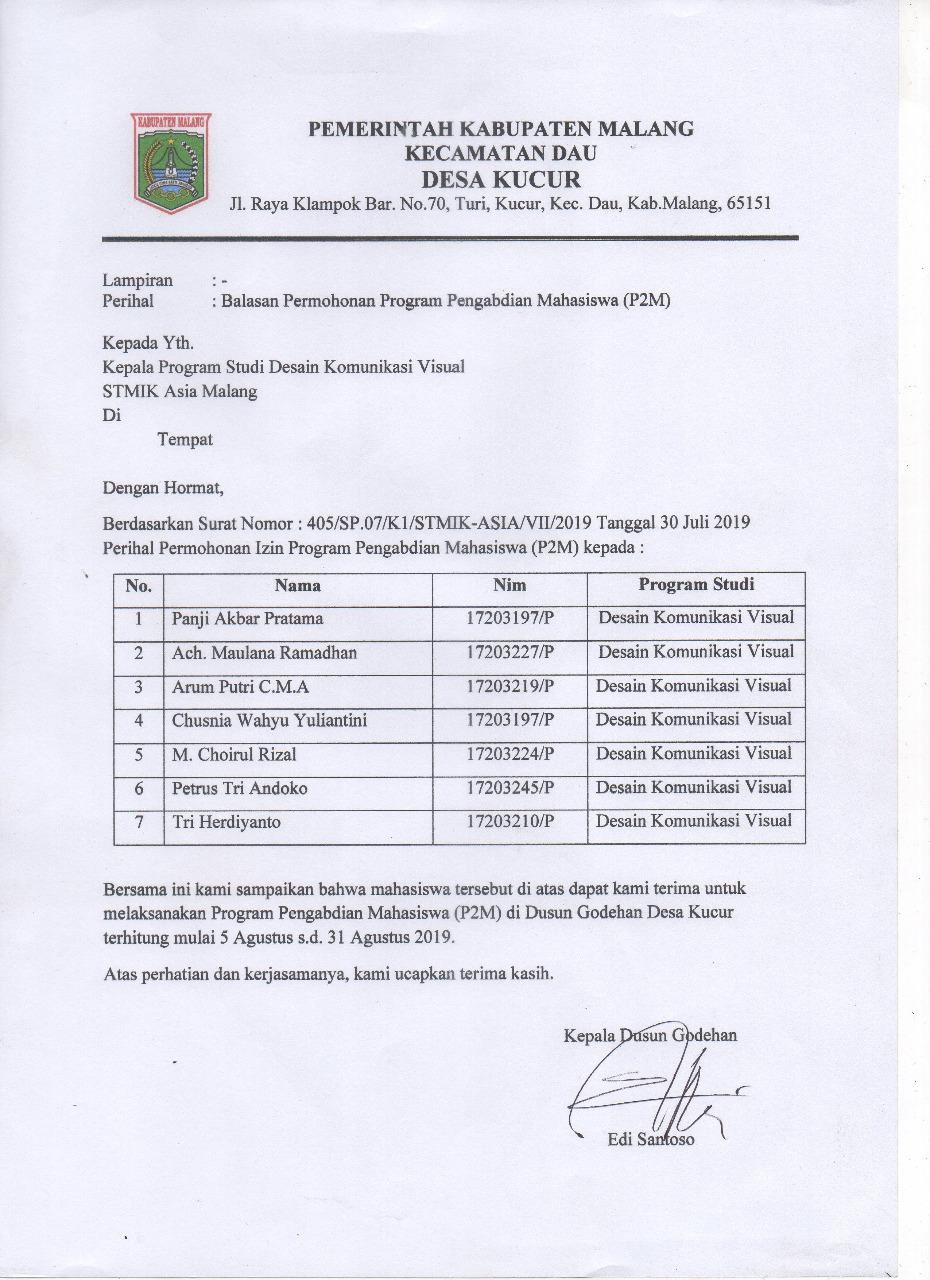 KABUPATEN MALANG
PEMERINTAH KABUPATEN MALANG
KECAMATAN DAU
DESA KUCUR
Jl. Raya Klampok Bar. No.70, Turi, Kucur, Kec. Dau, Kab.Malang, 65151
Lampiran : -
Perihal : Balasan Permohonan Program Pengabdian Mahasiswa (P2M)
Kepada Yth.
Kepala Program Studi Desain Komunikasi Visual
STMIK Asia Malang
Di
Tempat
Dengan Hormat,
Berdasarkan Surat Nomor : 405/SP.07/K1/STMIK-ASIA/VII/2019 Tanggal 30 Juli 2019
Perihal Permohonan Izin Program Pengabdian Mahasiswa (P2M) kepada :
No. Nama Nim Program Studi
1 Panji Akbar Pratama 17203197/P Desain Komunikasi Visual
2 Ach. Maulana Ramadhan 17203227/P Desain Komunikasi Visual
3 Arum Putri C.M.A 17203219/P Desain Komunikasi Visual
4 Chusnia Wahyu Yuliantini 17203197/P Desain Komunikasi Visual
5 M. Choirul Rizal 17203224/P Desain Komunikasi Visual
6 Petrus Tri Andoko 17203245/P Desain Komunikasi Visual
7 Tri Herdiyanto 17203210/P Desain Komunikasi Visual
Bersama ini kami sampaikan bahwa mahasiswa tersebut di atas dapat kami terima untuk
melaksanakan Program Pengabdian Mahasiswa (P2M) di Dusun Godehan Desa Kucur
terhitung mulai 5 Agustus s.d. 31 Agustus 2019.
Atas perhatian dan kerjasamanya, kami ucapkan terima kasih.
Kepala Dusun Godehan
Edi Santoso